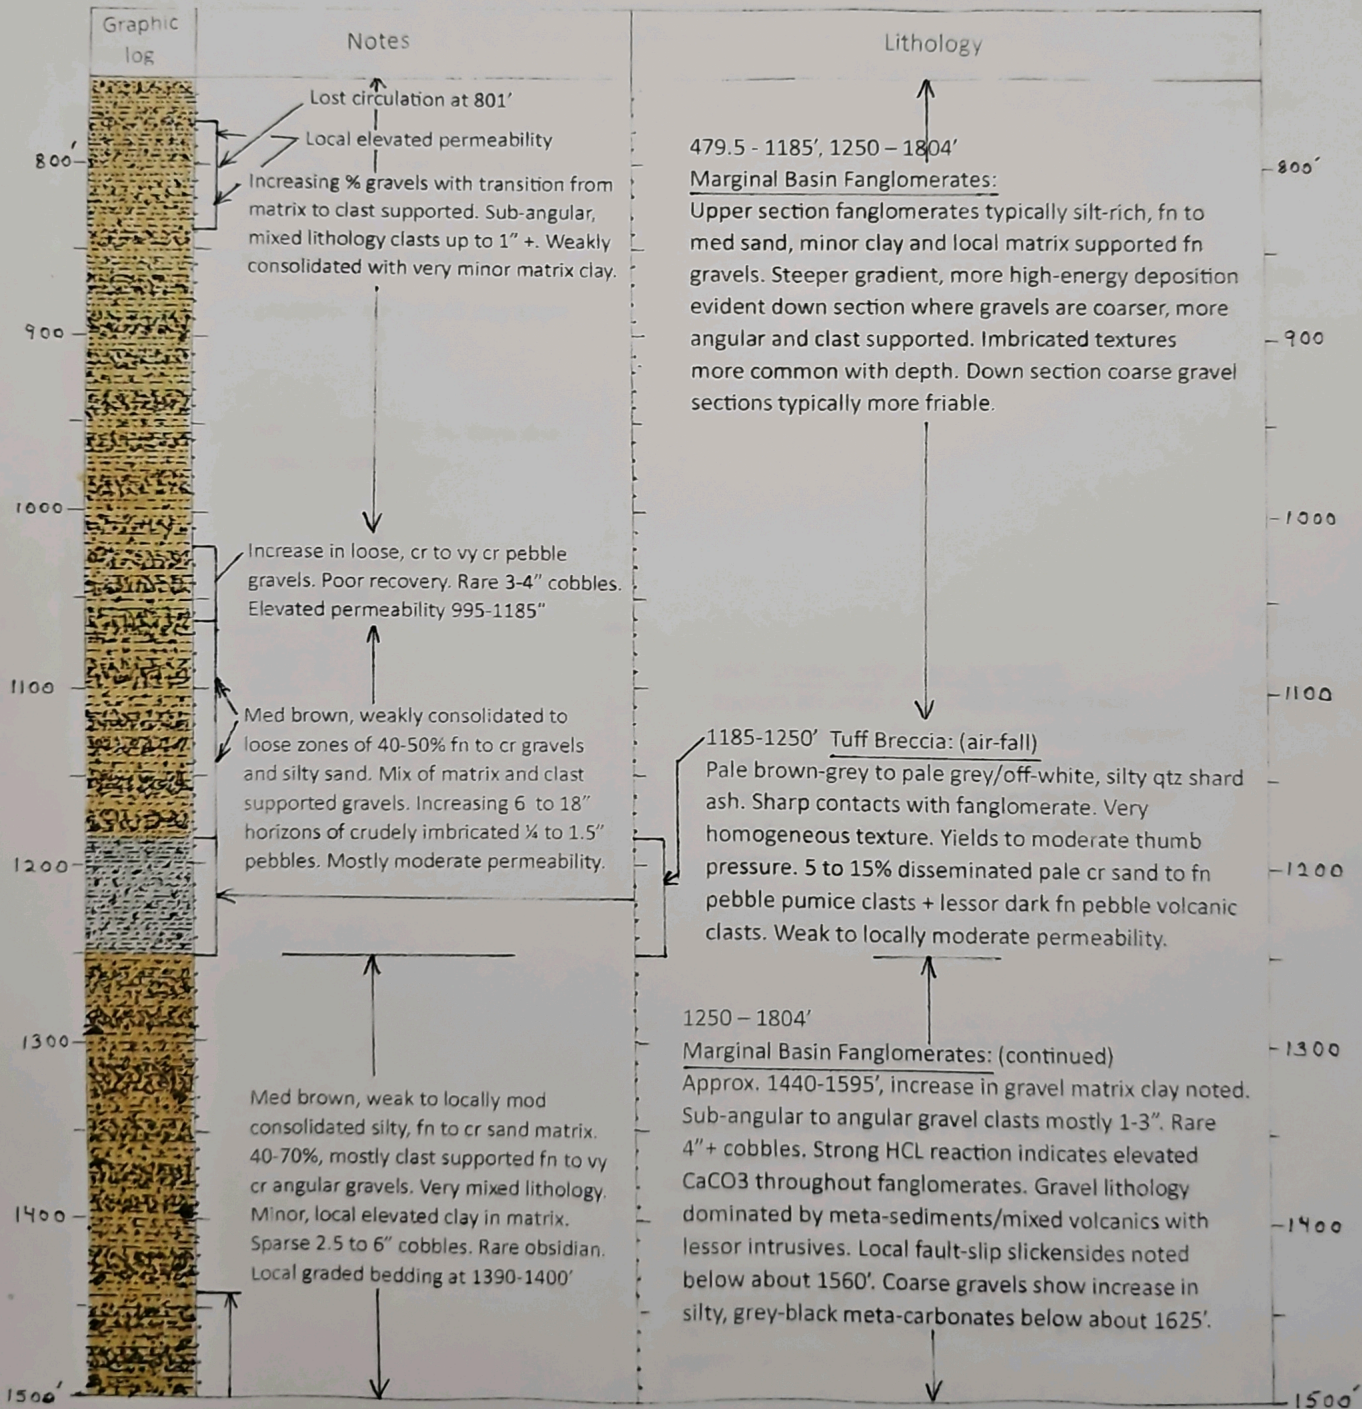 Graphic
log
Notes
Lithology
Lost circulation at 801′
Local elevated permeability
Increasing % gravels with transition from
matrix to clast supported. Sub-angular,
mixed lithology clasts up to 1″ +. Weakly
consolidated with very minor matrix clay.
Increase in loose, cr to vy cr pebble
gravels. Poor recovery. Rare 3-4″ cobbles.
Elevated permeability 995-1185″
Med brown, weakly consolidated to
loose zones of 40-50% fn to cr gravels
and silty sand. Mix of matrix and clast
supported gravels. Increasing 6 to 18″
horizons of crudely imbricated ¼ to 1.5″
pebbles. Mostly moderate permeability.
Med brown, weak to locally mod
consolidated silty, fn to cr sand matrix.
40-70%, mostly clast supported fn to vy
cr angular gravels. Very mixed lithology.
Minor, local elevated clay in matrix.
Sparse 2.5 to 6″ cobbles. Rare obsidian.
Local graded bedding at 1390-1400′
479.5 - 1185′, 1250 – 1804′
Marginal Basin Fanglomerates:
Upper section fanglomerates typically silt-rich, fn to
med sand, minor clay and local matrix supported fn
gravels. Steeper gradient, more high-energy deposition
evident down section where gravels are coarser, more
angular and clast supported. Imbricated textures
more common with depth. Down section coarse gravel
sections typically more friable.
1185-1250′ Tuff Breccia: (air-fall)
Pale brown-grey to pale grey/off-white, silty qtz shard
ash. Sharp contacts with fanglomerate. Very
homogeneous texture. Yields to moderate thumb
pressure. 5 to 15% disseminated pale cr sand to fn
pebble pumice clasts + lessor dark fn pebble volcanic
clasts. Weak to locally moderate permeability.
1250 – 1804′
Marginal Basin Fanglomerates: (continued)
Approx. 1440-1595′, increase in gravel matrix clay noted.
Sub-angular to angular gravel clasts mostly 1-3″. Rare
4″+ cobbles. Strong HCL reaction indicates elevated
CaCO3 throughout fanglomerates. Gravel lithology
dominated by meta-sediments/mixed volcanics with
lessor intrusives. Local fault-slip slickensides noted
below about 1560′. Coarse gravels show increase in
silty, grey-black meta-carbonates below about 1625′.
800′
900
1000
1100
1200
1300
1400
1500′
800′
900
1000
1100
1200
1300
1400
1500′